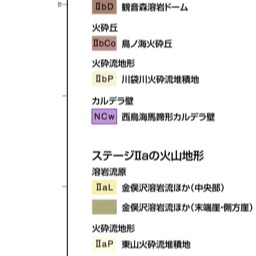 IIbD 観音森溶岩ドーム
火砕丘
IIbCo 鳥ノ海火砕丘
火砕流地形
IIbP 川袋川火砕流堆積地
カルデラ壁
NCw 西鳥海馬蹄形カルデラ壁
ステージIIaの火山地形
溶岩流原
IIaL 金俣沢溶岩流ほか（中央部）
金俣沢溶岩流ほか（末端崖・側方崖）
火砕流地形
IIaP 東山火砕流堆積地